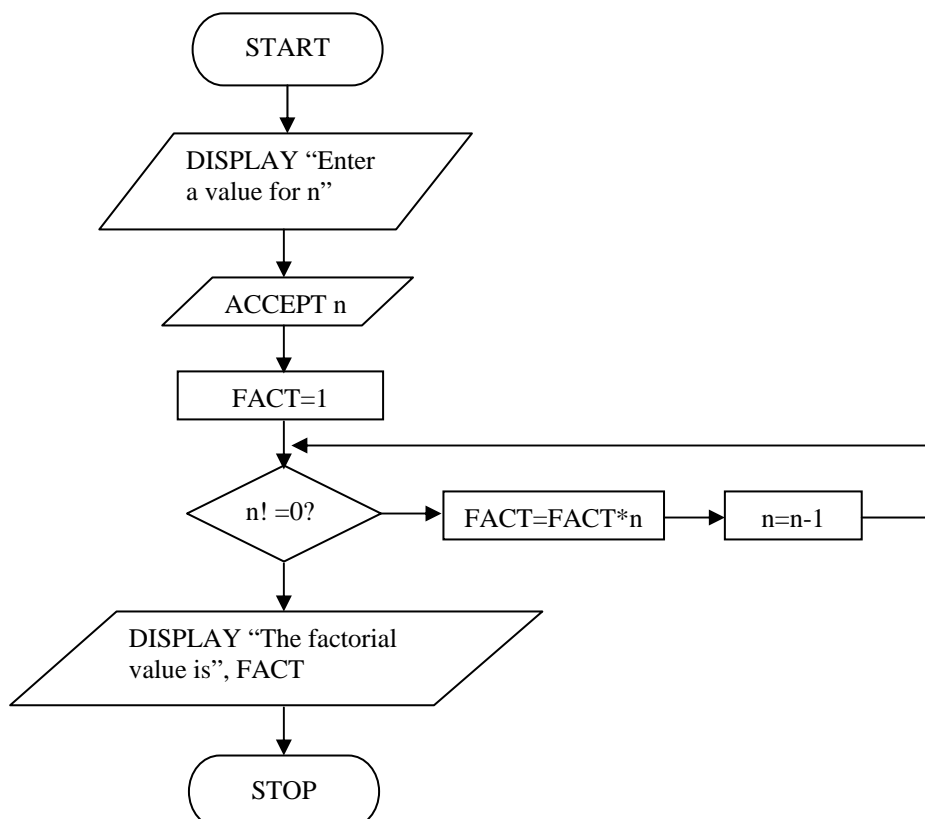 START
DISPLAY “Enter
a value for n”
ACCEPT n
FACT=1
n! =0?
FACT=FACT*n
n=n-1
DISPLAY “The factorial
value is”, FACT
STOP